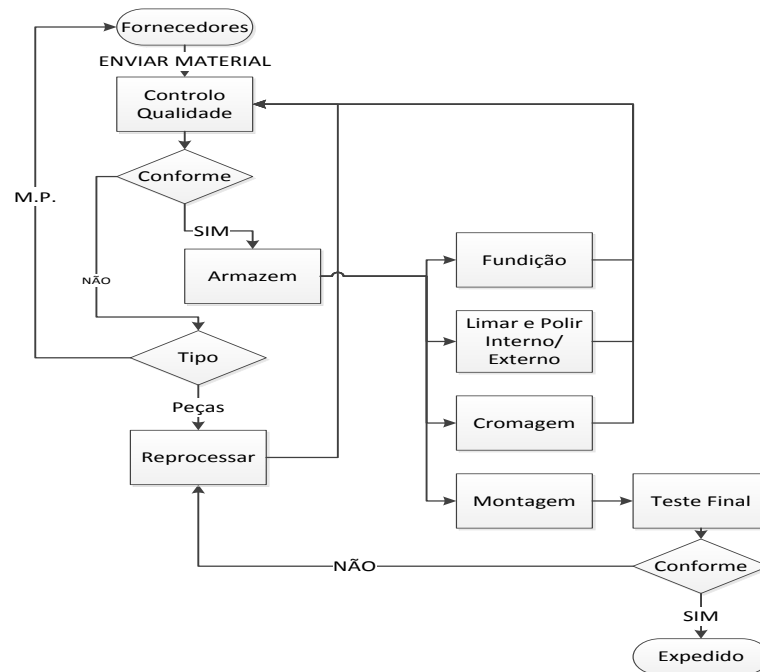 Fornecedores
ENVIAR MATERIAL
Controlo
Qualidade
Conforme
M.P.
SIM
NÃO
Armazem
Fundição
Limar e Polir
Interno/
Externo
Tipo
Peças
Cromagem
Reprocessar
Montagem
Teste Final
NÃO
Conforme
SIM
Expedido